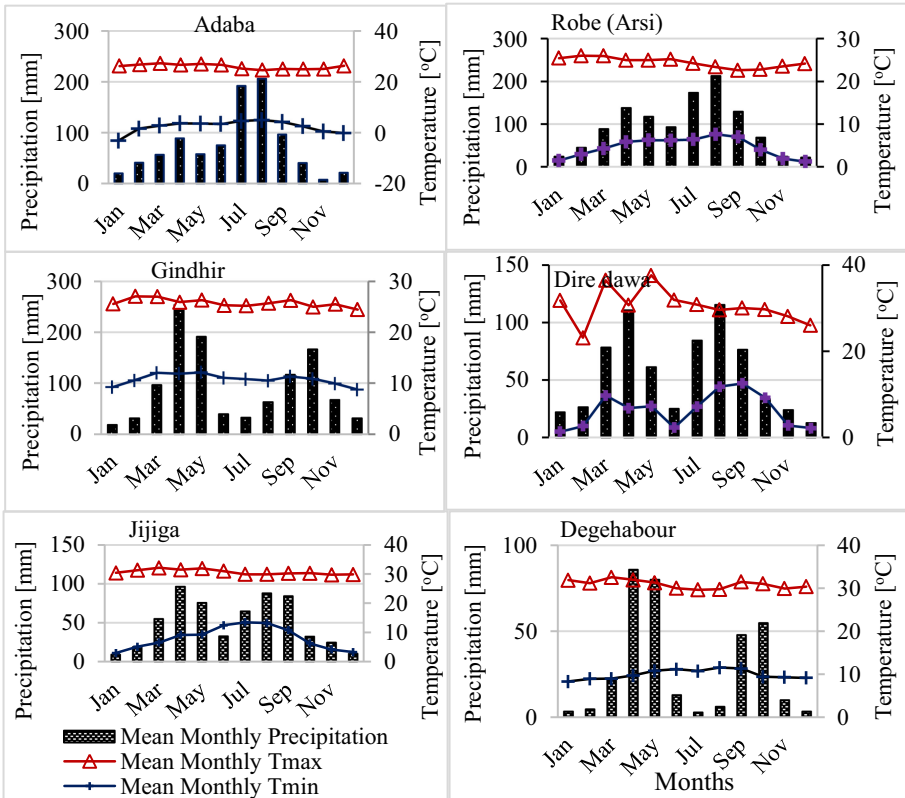 Adaba
Precipitation [mm]
300
200
100
0
40
20
0
-20
Temperature [°C]
Jan
Mar
May
Jul
Sep
Nov
Robe (Arsi)
Precipitation [mm]
300
200
100
0
30
20
10
0
Temperature [°C]
Jan
Mar
May
Jul
Sep
Nov
Gindhir
Precipitation [mm]
300
200
100
0
30
20
10
0
Temperature [°C]
Jan
Mar
May
Jul
Sep
Nov
Dire dawa
Precipitationl [mm]
150
100
50
0
40
20
0
Temperature [°C]
Jan
Mar
May
Jul
Sep
Nov
Jijiga
Precipitation [mm]
150
100
50
0
40
30
20
10
0
Temperature [°C]
Jan
Mar
May
Jul
Sep
Nov
Mean Monthly Precipitation
Mean Monthly Tmax
Mean Monthly Tmin
Degehabour
Precipitation [mm]
100
50
0
40
30
20
10
0
Temperature [°C]
Jan
Mar
May
Jul
Sep
Nov
Months